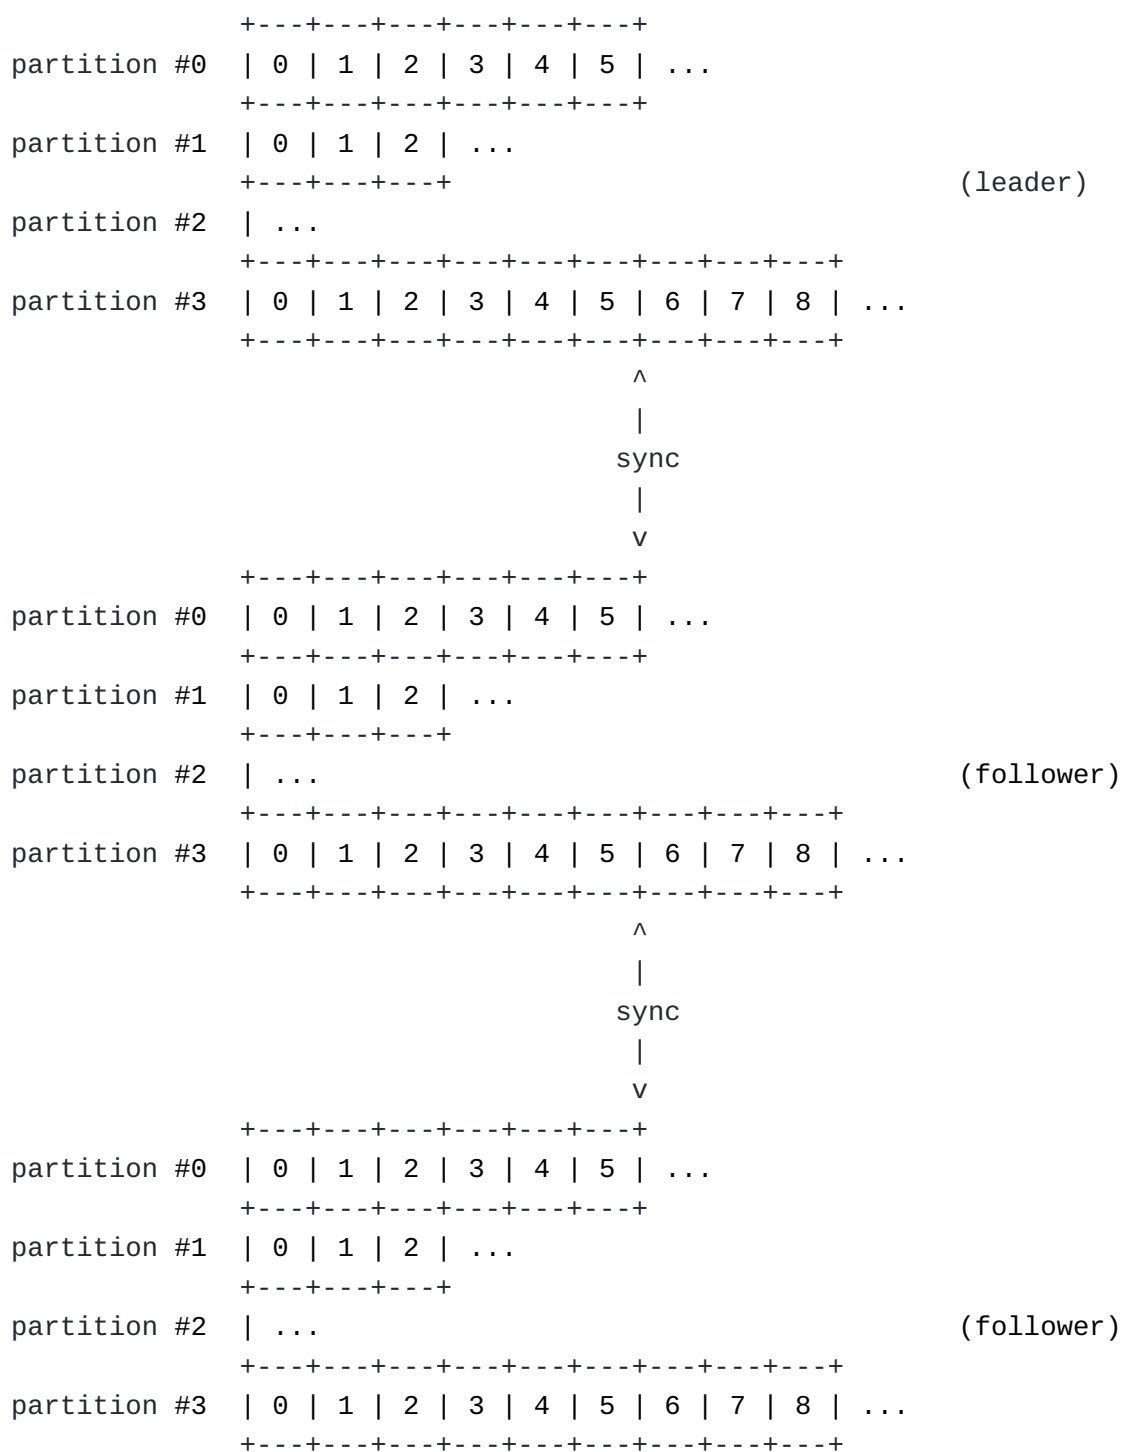 +---+---+---+---+---+---+
partition #0  | 0 | 1 | 2 | 3 | 4 | 5 | ...
              +---+---+---+---+---+---+
partition #1  | 0 | 1 | 2 | ...
              +---+---+---+                               (leader)
partition #2  | ...
              +---+---+---+---+---+---+---+---+---+
partition #3  | 0 | 1 | 2 | 3 | 4 | 5 | 6 | 7 | 8 | ...
              +---+---+---+---+---+---+---+---+---+
                                      ^
                                      |
                                     sync
                                      |
                                      v
              +---+---+---+---+---+---+
partition #0  | 0 | 1 | 2 | 3 | 4 | 5 | ...
              +---+---+---+---+---+---+
partition #1  | 0 | 1 | 2 | ...
              +---+---+---+
partition #2  | ...                                       (follower)
              +---+---+---+---+---+---+---+---+---+
partition #3  | 0 | 1 | 2 | 3 | 4 | 5 | 6 | 7 | 8 | ...
              +---+---+---+---+---+---+---+---+---+
                                      ^
                                      |
                                     sync
                                      |
                                      v
              +---+---+---+---+---+---+
partition #0  | 0 | 1 | 2 | 3 | 4 | 5 | ...
              +---+---+---+---+---+---+
partition #1  | 0 | 1 | 2 | ...
              +---+---+---+
partition #2  | ...                                       (follower)
              +---+---+---+---+---+---+---+---+---+
partition #3  | 0 | 1 | 2 | 3 | 4 | 5 | 6 | 7 | 8 | ...
              +---+---+---+---+---+---+---+---+---+